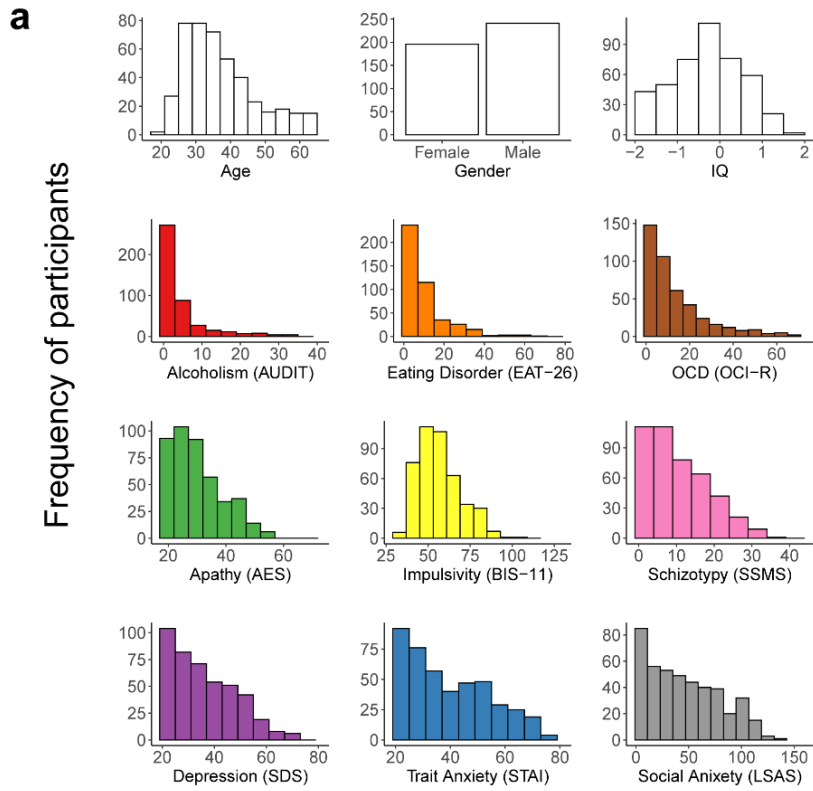 a
Frequency of participants
80
60
40
20
0
20 30 40 50 60
Age
250
200
150
100
50
0
Female Male
Gender
90
60
30
0
−2 −1 0 1 2
IQ
200
100
0
0 10 20 30 40
Alcoholism (AUDIT)
200
150
100
50
0
0 20 40 60 80
Eating Disorder (EAT−26)
150
100
50
0
0 20 40 60
OCD (OCI−R)
100
75
50
25
0
20 40 60
Apathy (AES)
90
60
30
0
25 50 75 100 125
Impulsivity (BIS−11)
90
60
30
0
0 10 20 30 40
Schizotypy (SSMS)
100
75
50
25
0
20 40 60 80
Depression (SDS)
75
50
25
0
20 40 60 80
Trait Anxiety (STAI)
80
60
40
20
0
0 50 100 150
Social Anixety (LSAS)